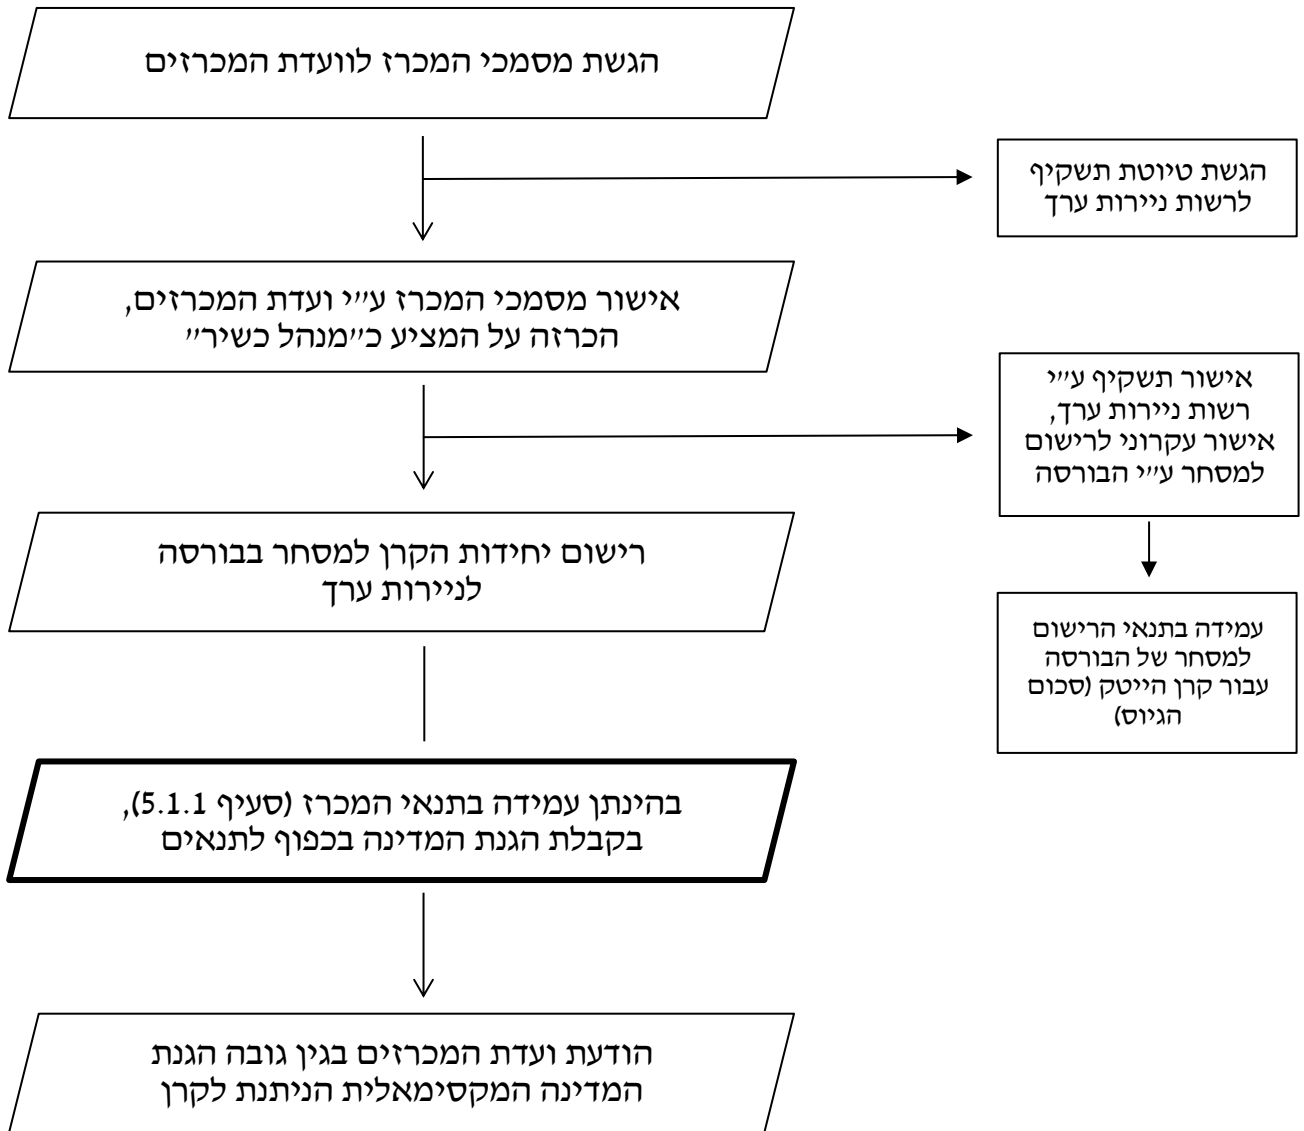 הגשת מסמכי המכרז לוועדת המכרזים
הגשת טיוטת תשקיף
לרשות ניירות ערך
אישור מסמכי המכרז ע״י ועדת המכרזים,
הכרזה על המציע כ״מנהל כשיר״
אישור תשקיף ע״י
רשות ניירות ערך,
אישור עקרוני לרישום
למסחר ע״י הבורסה
רישום יחידות הקרן למסחר בבורסה
לניירות ערך
עמידה בתנאי הרישום
למסחר של הבורסה
עבור קרן הייטק (סכום
הגיוס)
בהינתן עמידה בתנאי המכרז (סעיף 5.1.1),
בקבלת הגנת המדינה בכפוף לתנאים
הודעת ועדת המכרזים בגין גובה הגנת
המדינה המקסימאלית הניתנת לקרן